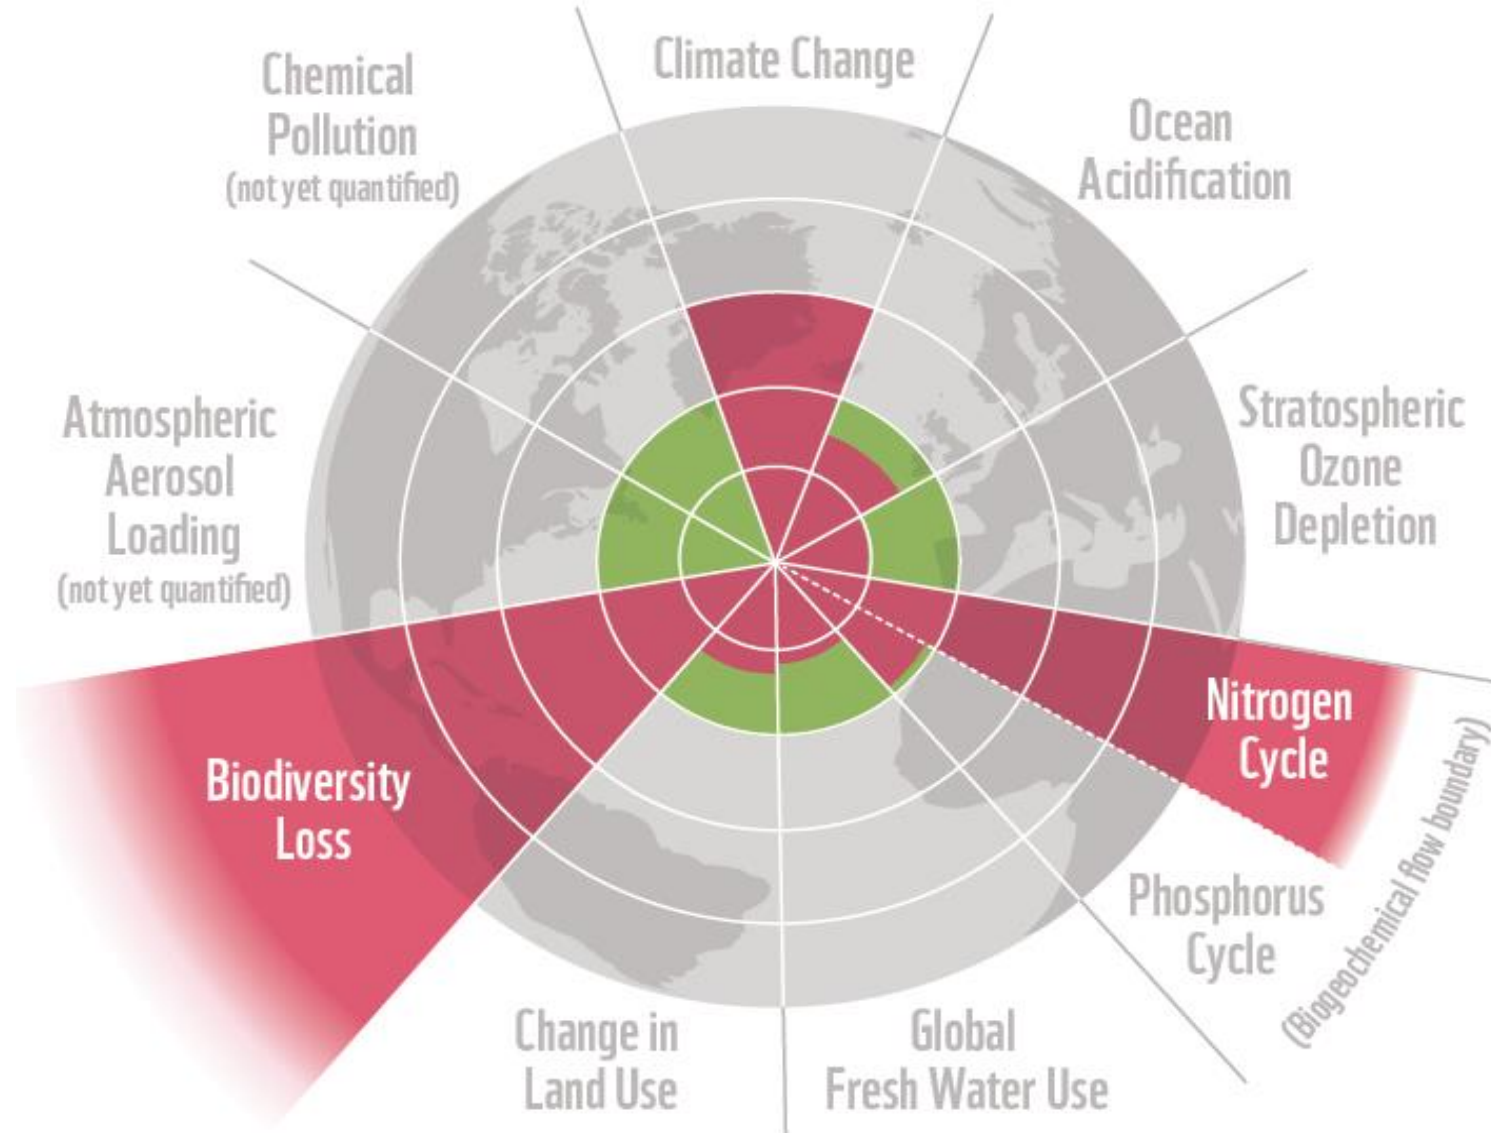 Climate Change
Ocean
Acidification
Stratospheric
Ozone
Depletion
Nitrogen
Cycle
Phosphorus
Cycle
(Biogeochemical flow boundary)
Global
Fresh Water Use
Change in
Land Use
Biodiversity
Loss
Atmospheric
Aerosol
Loading
(not yet quantified)
Chemical
Pollution
(not yet quantified)